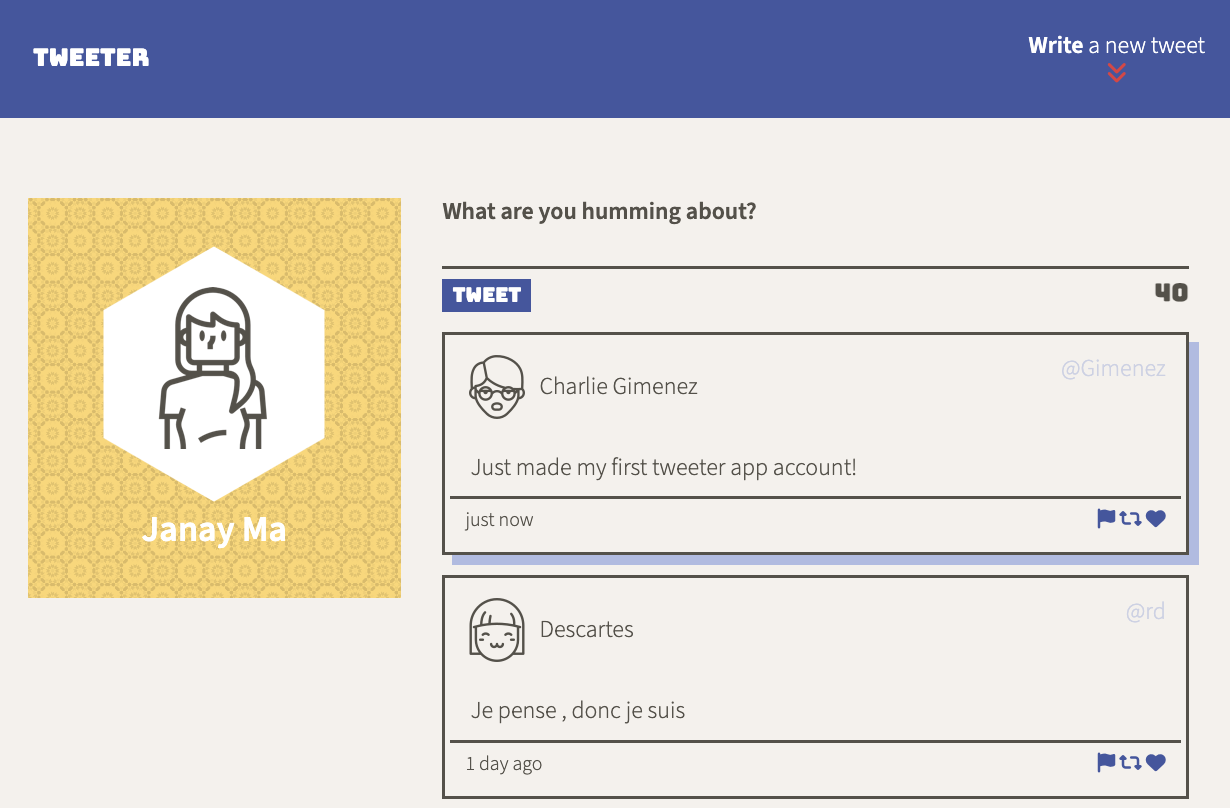 TWEETER
Write a new tweet
Janay Ma
What are you humming about?
TWEET
40
Charlie Gimenez
@Gimenez
Just made my first tweeter app account!
just now
Descartes
@rd
Je pense , donc je suis
1 day ago